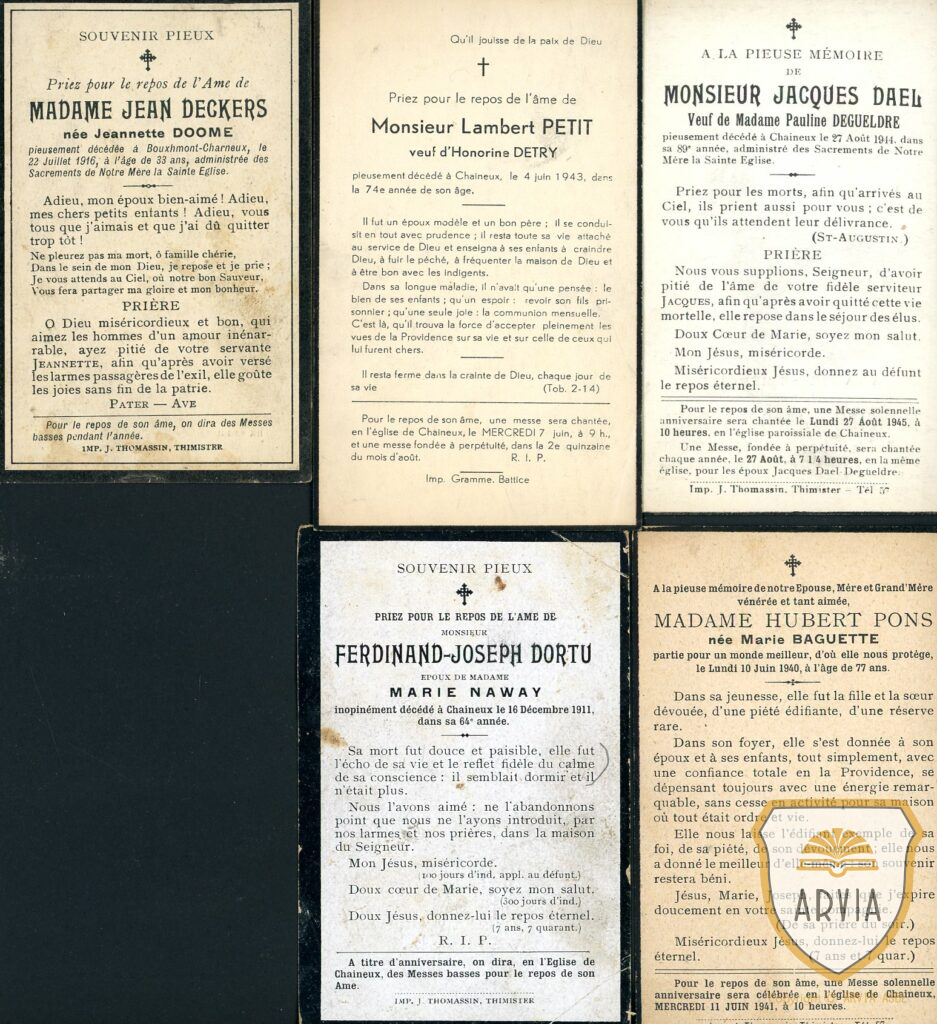 SOUVENIR PIEUX
Priez pour le repos de l'Ame de
MADAME JEAN DECKERS
née Jeannette DOOME
pieusement décédée à Bouxhmont-Charneux, le
22 Juillet 1916, à l'âge de 33 ans, administrée des
Sacrements de Notre Mère la Sainte Eglise.
Adieu, mon époux bien-aimé! Adieu,
mes chers petits enfants! Adieu, vous
tous que j'aimais et que j'ai dû quitter
trop tôt!
Ne pleurez pas ma mort, ô famille chérie,
Dans le sein de mon Dieu, je repose et je prie;
Je vous attends au Ciel, où notre bon Sauveur,
Vous fera partager ma gloire et mon bonheur.
PRIÈRE
O Dieu miséricordieux et bon, qui
aimez les hommes d'un amour inénar-
rable, ayez pitié de votre servante
JEANNETTE, afin qu'après avoir versé
les larmes passagères de l'exil, elle goûte
les joies sans fin de la patrie.
PATER — AVE
Pour le repos de son âme, on dira des Messes
basses pendant l'année.
IMP. J. THOMASSIN, THIMISTER
Qu'il jouisse de la paix de Dieu
Priez pour le repos de l'âme de
Monsieur Lambert PETIT
veuf d'Honorine DETRY
pieusement décédé à Chaineux, le 4 juin 1943, dans
la 74e année de son âge.
Il fut un époux modèle et un bon père; il se condui-
sit en tout avec prudence; il resta toute sa vie attaché
au service de Dieu et enseigna à ses enfants à craindre
Dieu, à fuir le péché, à fréquenter la maison de Dieu et
à être bon avec les indigents.
Dans sa longue maladie, il n'avait qu'une pensée: le
bien de ses enfants; qu'un espoir: revoir son fils pri-
sonnier; qu'une seule joie: la communion mensuelle.
C'est là, qu'il trouva la force d'accepter pleinement les
vues de la Providence sur sa vie et sur celle de ceux qui
lui furent chers.
Il resta ferme dans la crainte de Dieu, chaque jour de
sa vie (Tob. 2-14)
Pour le repos de son âme, une messe sera chantée,
en l'église de Chaineux, le MERCREDI 7 juin, à 9 h.,
et une messe fondée à perpétuité, dans la 2e quinzaine
du mois d'août. R. I. P.
Imp. Gramme. Battice
A LA PIEUSE MÉMOIRE
DE
MONSIEUR JACQUES DAEL
Veuf de Madame Pauline DEGUELDRE
pieusement décédé à Chaineux le 27 Août 1944, dans
sa 89e année, administré des Sacrements de Notre
Mère la Sainte Eglise.
Priez pour les morts, afin qu'arrivés au
Ciel, ils prient aussi pour vous; c'est de
vous qu'ils attendent leur délivrance.
(ST-AUGUSTIN.)
PRIÈRE
Nous vous supplions, Seigneur, d'avoir
pitié de l'âme de votre fidèle serviteur
JACQUES, afin qu'après avoir quitté cette vie
mortelle, elle repose dans le séjour des élus.
Doux Cœur de Marie, soyez mon salut.
Mon Jésus, miséricorde.
Miséricordieux Jésus, donnez au défunt
le repos éternel.
Pour le repos de son âme, une Messe solennelle
anniversaire sera chantée le Lundi 27 Août 1945, à
10 heures, en l'église paroissiale de Chaineux.
Une Messe, fondée à perpétuité, sera chantée
chaque année, le 27 Août, à 7 1/4 heures, en la même
église, pour les époux Jacques Dael-Degueldre.
Imp. J. Thomassin, Thimister — Tél 57
SOUVENIR PIEUX
PRIEZ POUR LE REPOS DE L'AME DE
MONSIEUR
FERDINAND-JOSEPH DORTU
EPOUX DE MADAME
MARIE NAWAY
inopinément décédé à Chaineux le 16 Décembre 1911,
dans sa 64e année.
Sa mort fut douce et paisible, elle fut
l'écho de sa vie et le reflet fidèle du calme
de sa conscience: il semblait dormir et il
n'était plus.
Nous l'avons aimé: ne l'abandonnons
point que nous ne l'ayons introduit, par
nos larmes et nos prières, dans la maison
du Seigneur.
Mon Jésus, miséricorde.
(100 jours d'ind. appl. au défunt.)
Doux cœur de Marie, soyez mon salut.
(300 jours d'ind.)
Doux Jésus, donnez-lui le repos éternel.
(7 ans, 7 quarant.)
R. I. P.
A titre d'anniversaire, on dira, en l'Eglise de
Chaineux, des Messes basses pour le repos de son
Ame.
IMP. J. THOMASSIN, THIMISTER
A la pieuse mémoire de notre Epouse, Mère et Grand'Mère
vénérée et tant aimée,
MADAME HUBERT PONS
née Marie BAGUETTE
partie pour un monde meilleur, d'où elle nous protège,
le Lundi 10 Juin 1940, à l'âge de 77 ans.
Dans sa jeunesse, elle fut la fille et la sœur
dévouée, d'une piété édifiante, d'une réserve
rare.
Dans son foyer, elle s'est donnée à son
époux et à ses enfants, tout simplement, avec
une confiance totale en la Providence, se
dépensant toujours avec une énergie remar-
quable, sans cesse en activité pour sa maison
où tout était ordre et vie.
Elle nous laisse l'édifiant exemple de sa
foi, de sa piété, de son dévouement; elle nous
a donné le meilleur d'elle même; son souvenir
restera béni.
Jésus, Marie, Joseph, faites que j'expire
doucement en votre sainte compagnie.
(De sa prière du soir.)
Miséricordieux Jésus, donnez-lui le repos
éternel. (7 ans et 7 quar.)
Pour le repos de son âme, une Messe solennelle
anniversaire sera célébrée en l'église de Chaineux,
MERCREDI 11 JUIN 1941, à 10 heures.
ARVIA